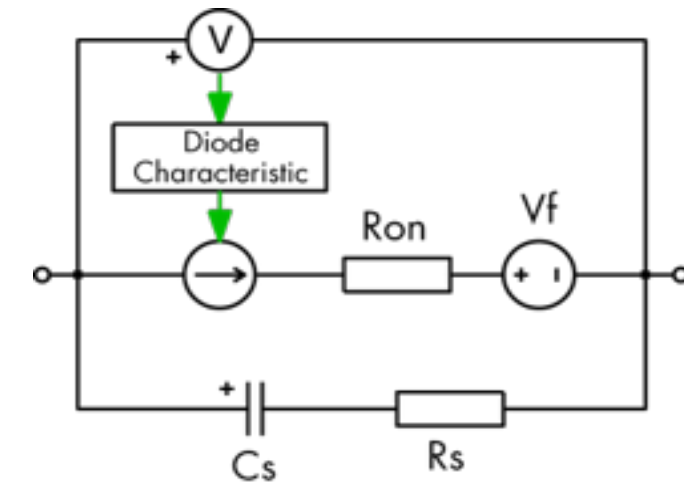 V
+
Diode
Characteristic
Ron
Vf
+ -
+
Cs
Rs